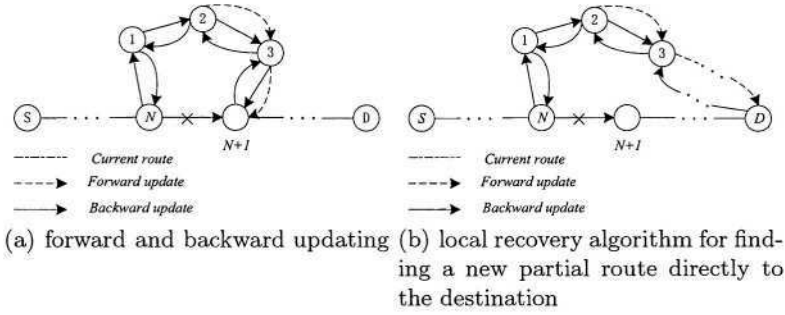 2
1
3
S
N
D
N+1
Current route
Forward update
Backward update
(a) forward and backward updating
2
1
3
S
N
D
N+1
Current route
Forward update
Backward update
(b) local recovery algorithm for find-
ing a new partial route directly to
the destination